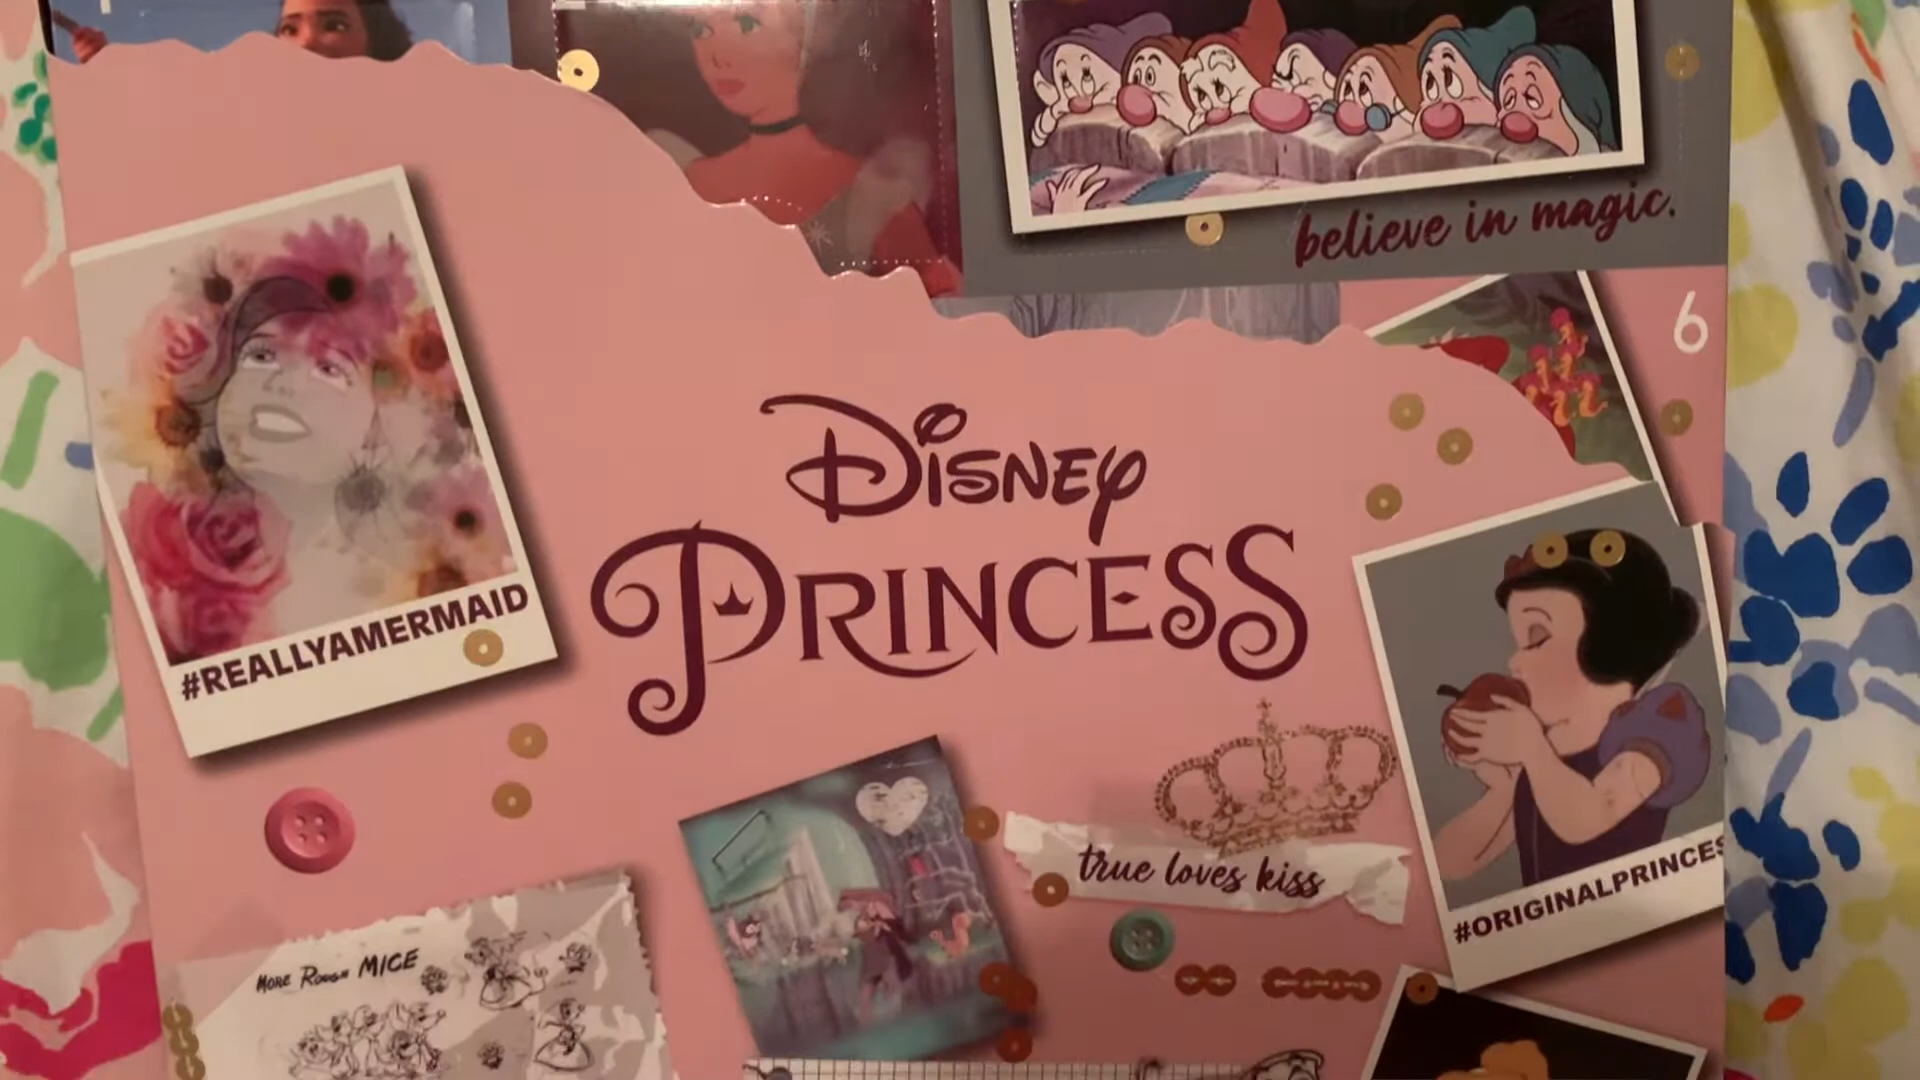 believe in magic.
6
DISNEY
PRINCESS
#REALLYAMERMAID
true loves kiss
#ORIGINALPRINCES
MORE ROUGH MICE